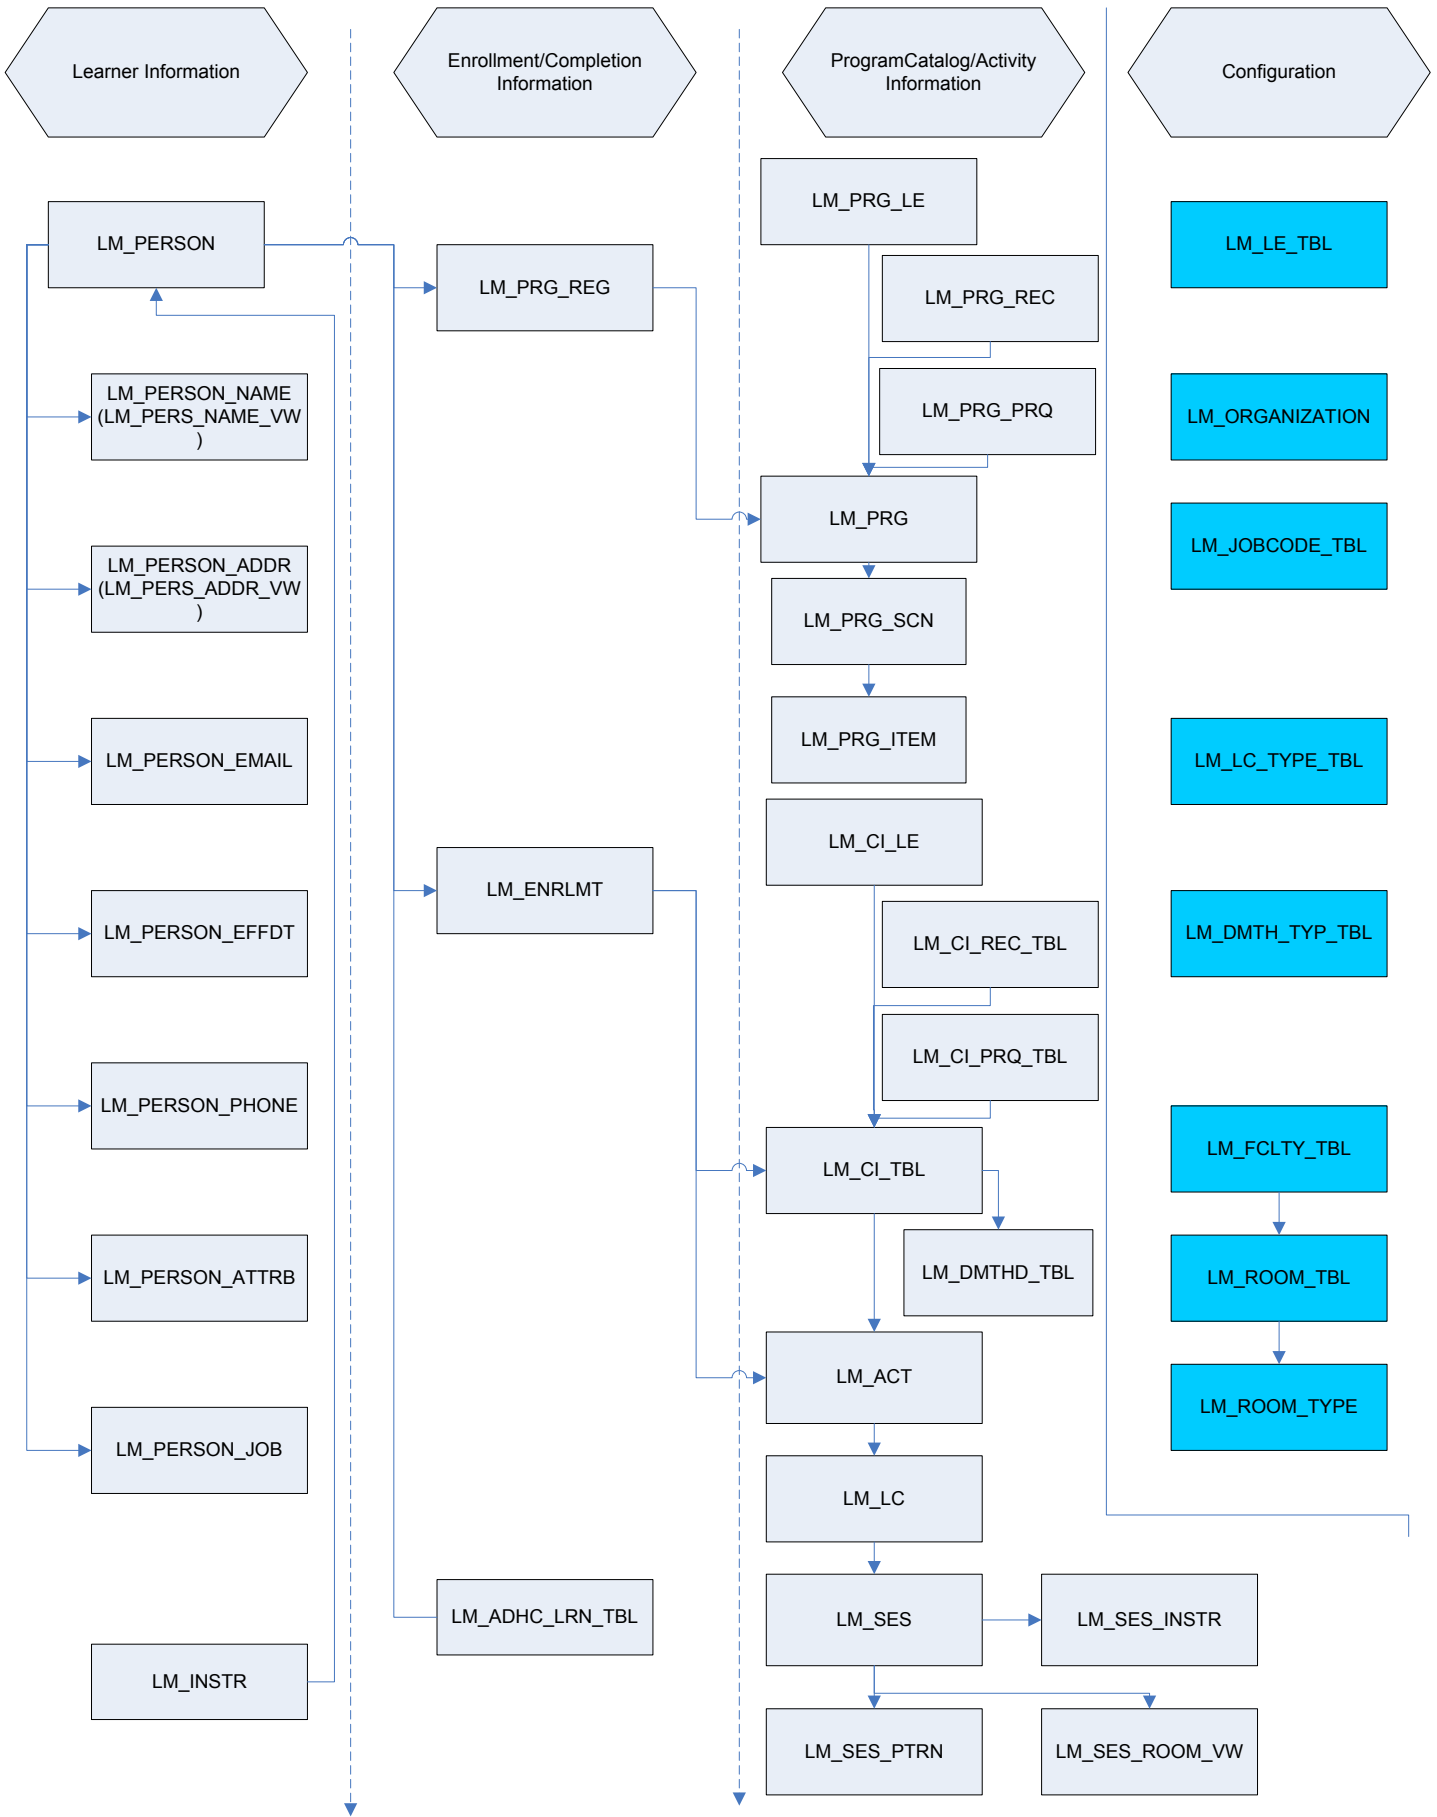 Learner Information
Enrollment/Completion
Information
ProgramCatalog/Activity
Information
Configuration
LM_PERSON
LM_PERSON_NAME
(LM_PERS_NAME_VW
)
LM_PERSON_ADDR
(LM_PERS_ADDR_VW
)
LM_PERSON_EMAIL
LM_PERSON_EFFDT
LM_PERSON_PHONE
LM_PERSON_ATTRB
LM_PERSON_JOB
LM_INSTR
LM_PRG_REG
LM_ENRLMT
LM_ADHC_LRN_TBL
LM_PRG_LE
LM_PRG_REC
LM_PRG_PRQ
LM_PRG
LM_PRG_SCN
LM_PRG_ITEM
LM_CI_LE
LM_CI_REC_TBL
LM_CI_PRQ_TBL
LM_CI_TBL
LM_DMTHD_TBL
LM_ACT
LM_LC
LM_SES
LM_SES_INSTR
LM_SES_PTRN
LM_SES_ROOM_VW
LM_LE_TBL
LM_ORGANIZATION
LM_JOBCODE_TBL
LM_LC_TYPE_TBL
LM_DMTH_TYP_TBL
LM_FCLTY_TBL
LM_ROOM_TBL
LM_ROOM_TYPE